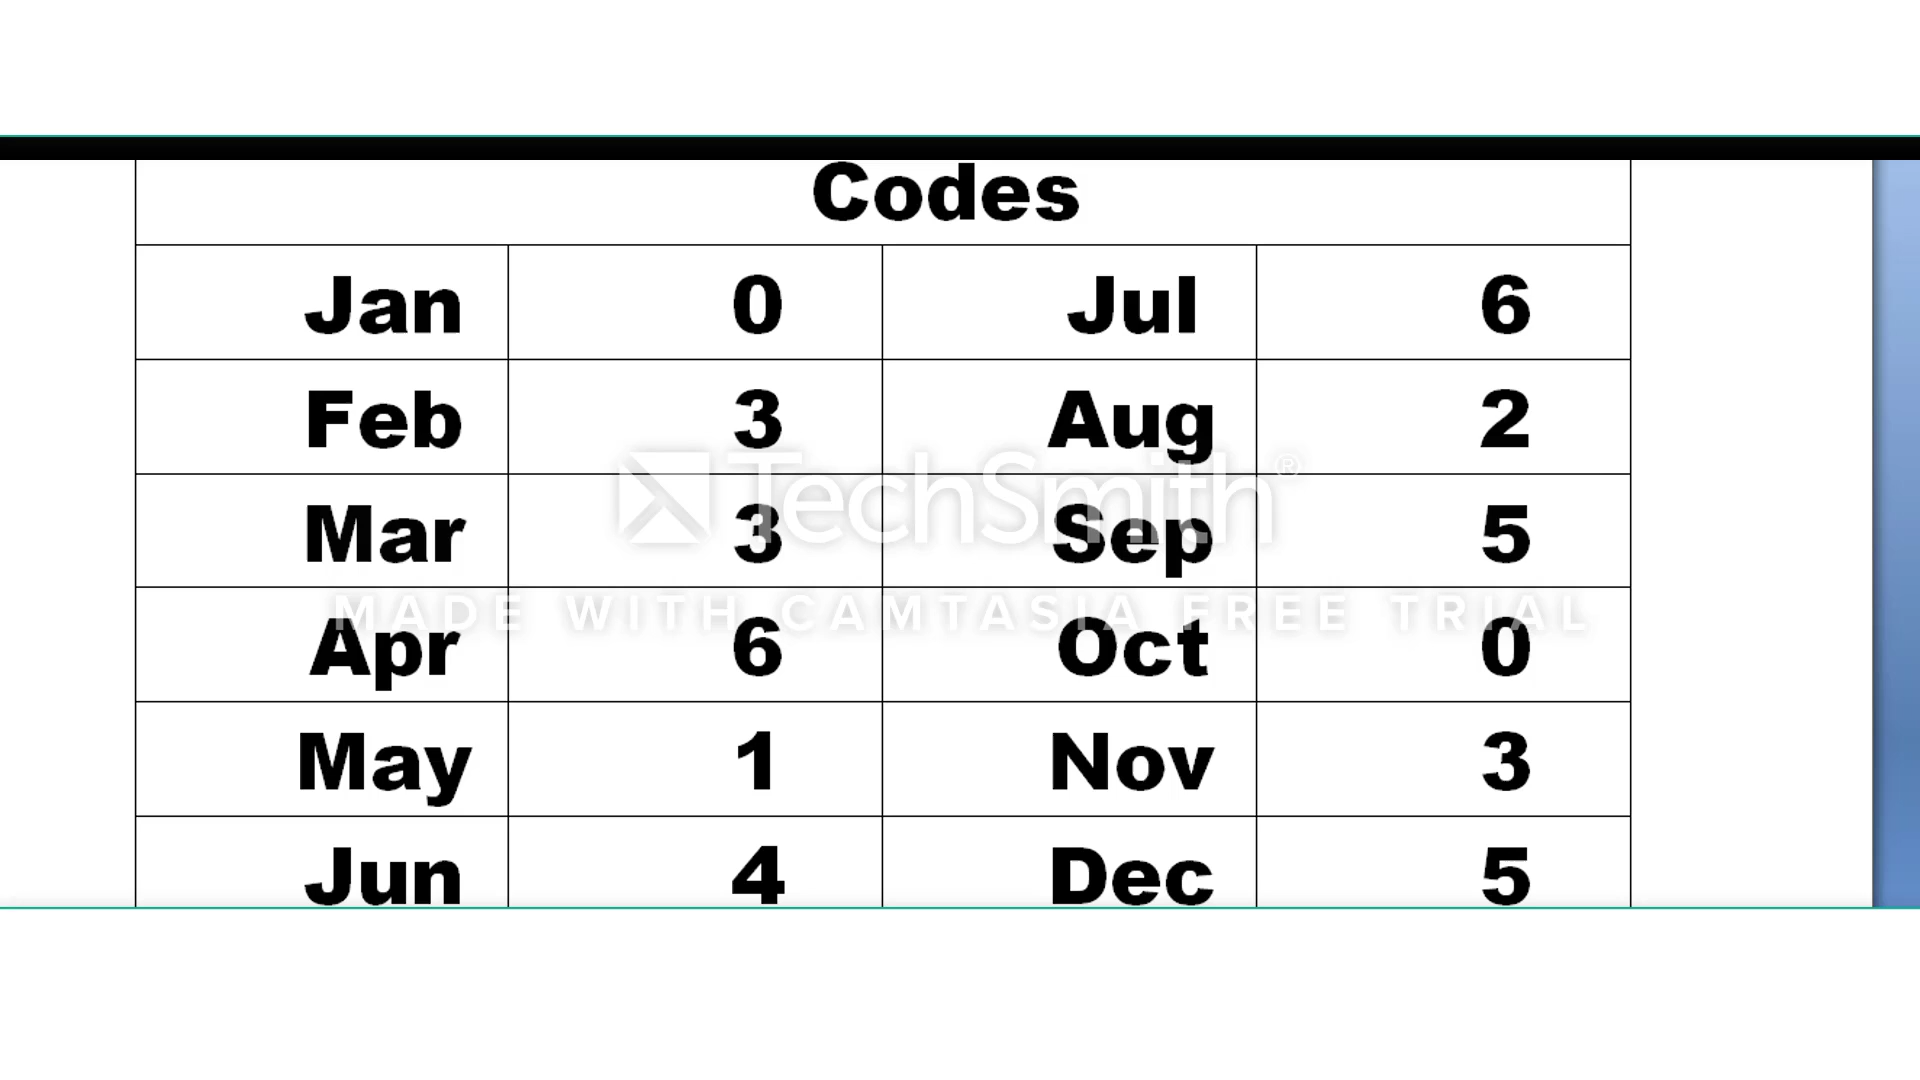 Codes
Jan 0 Jul 6
Feb 3 Aug 2
TechSmith®
Mar 3 Sep 5
MADE WITH CAMTASIA FREE TRIAL
Apr 6 Oct 0
May 1 Nov 3
Jun 4 Dec 5